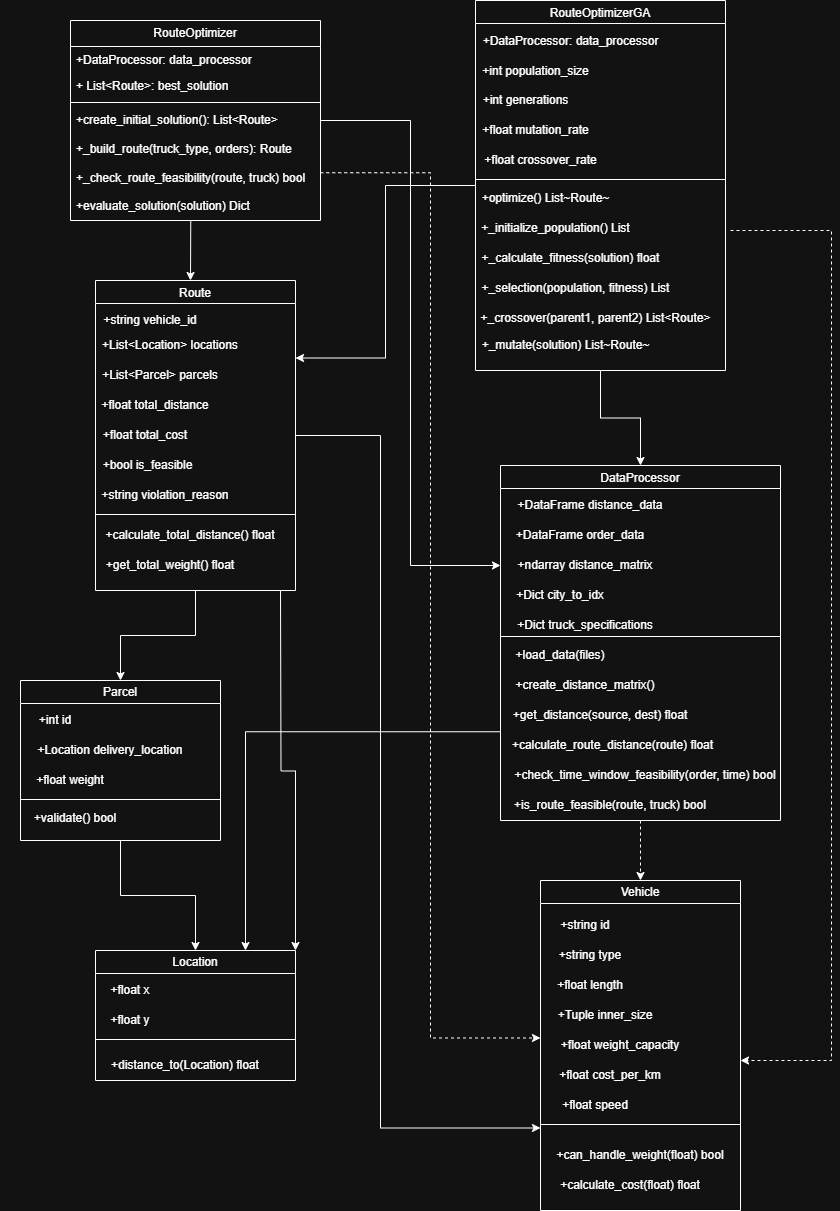 RouteOptimizer
+DataProcessor: data_processor
+ List<Route>: best_solution
+create_initial_solution(): List<Route>
+_build_route(truck_type, orders): Route
+_check_route_feasibility(route, truck) bool
+evaluate_solution(solution) Dict
RouteOptimizerGA
+DataProcessor: data_processor
+int population_size
+int generations
+float mutation_rate
+float crossover_rate
+optimize() List~Route~
+_initialize_population() List
+_calculate_fitness(solution) float
+_selection(population, fitness) List
+_crossover(parent1, parent2) List<Route>
+_mutate(solution) List~Route~
Route
+string vehicle_id
+List<Location> locations
+List<Parcel> parcels
+float total_distance
+float total_cost
+bool is_feasible
+string violation_reason
+calculate_total_distance() float
+get_total_weight() float
DataProcessor
+DataFrame distance_data
+DataFrame order_data
+ndarray distance_matrix
+Dict city_to_idx
+Dict truck_specifications
+load_data(files)
+create_distance_matrix()
+get_distance(source, dest) float
+calculate_route_distance(route) float
+check_time_window_feasibility(order, time) bool
+is_route_feasible(route, truck) bool
Parcel
+int id
+Location delivery_location
+float weight
+validate() bool
Location
+float x
+float y
+distance_to(Location) float
Vehicle
+string id
+string type
+float length
+Tuple inner_size
+float weight_capacity
+float cost_per_km
+float speed
+can_handle_weight(float) bool
+calculate_cost(float) float